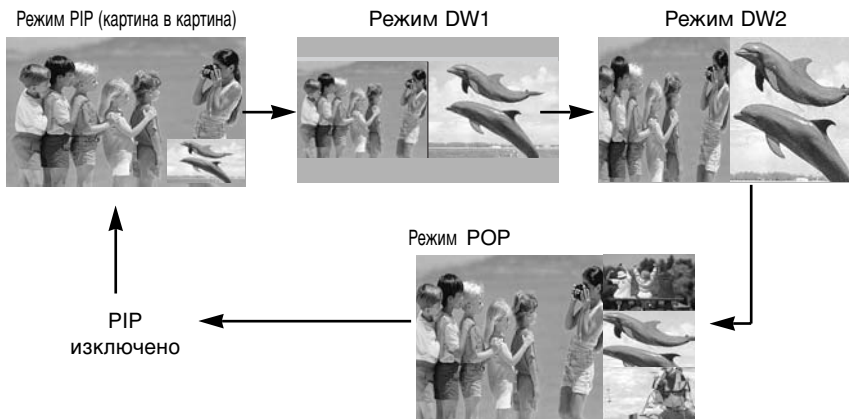 Режим PIP (картина в картина)
Режим DW1
Режим DW2
Режим POP
PIP
изключено